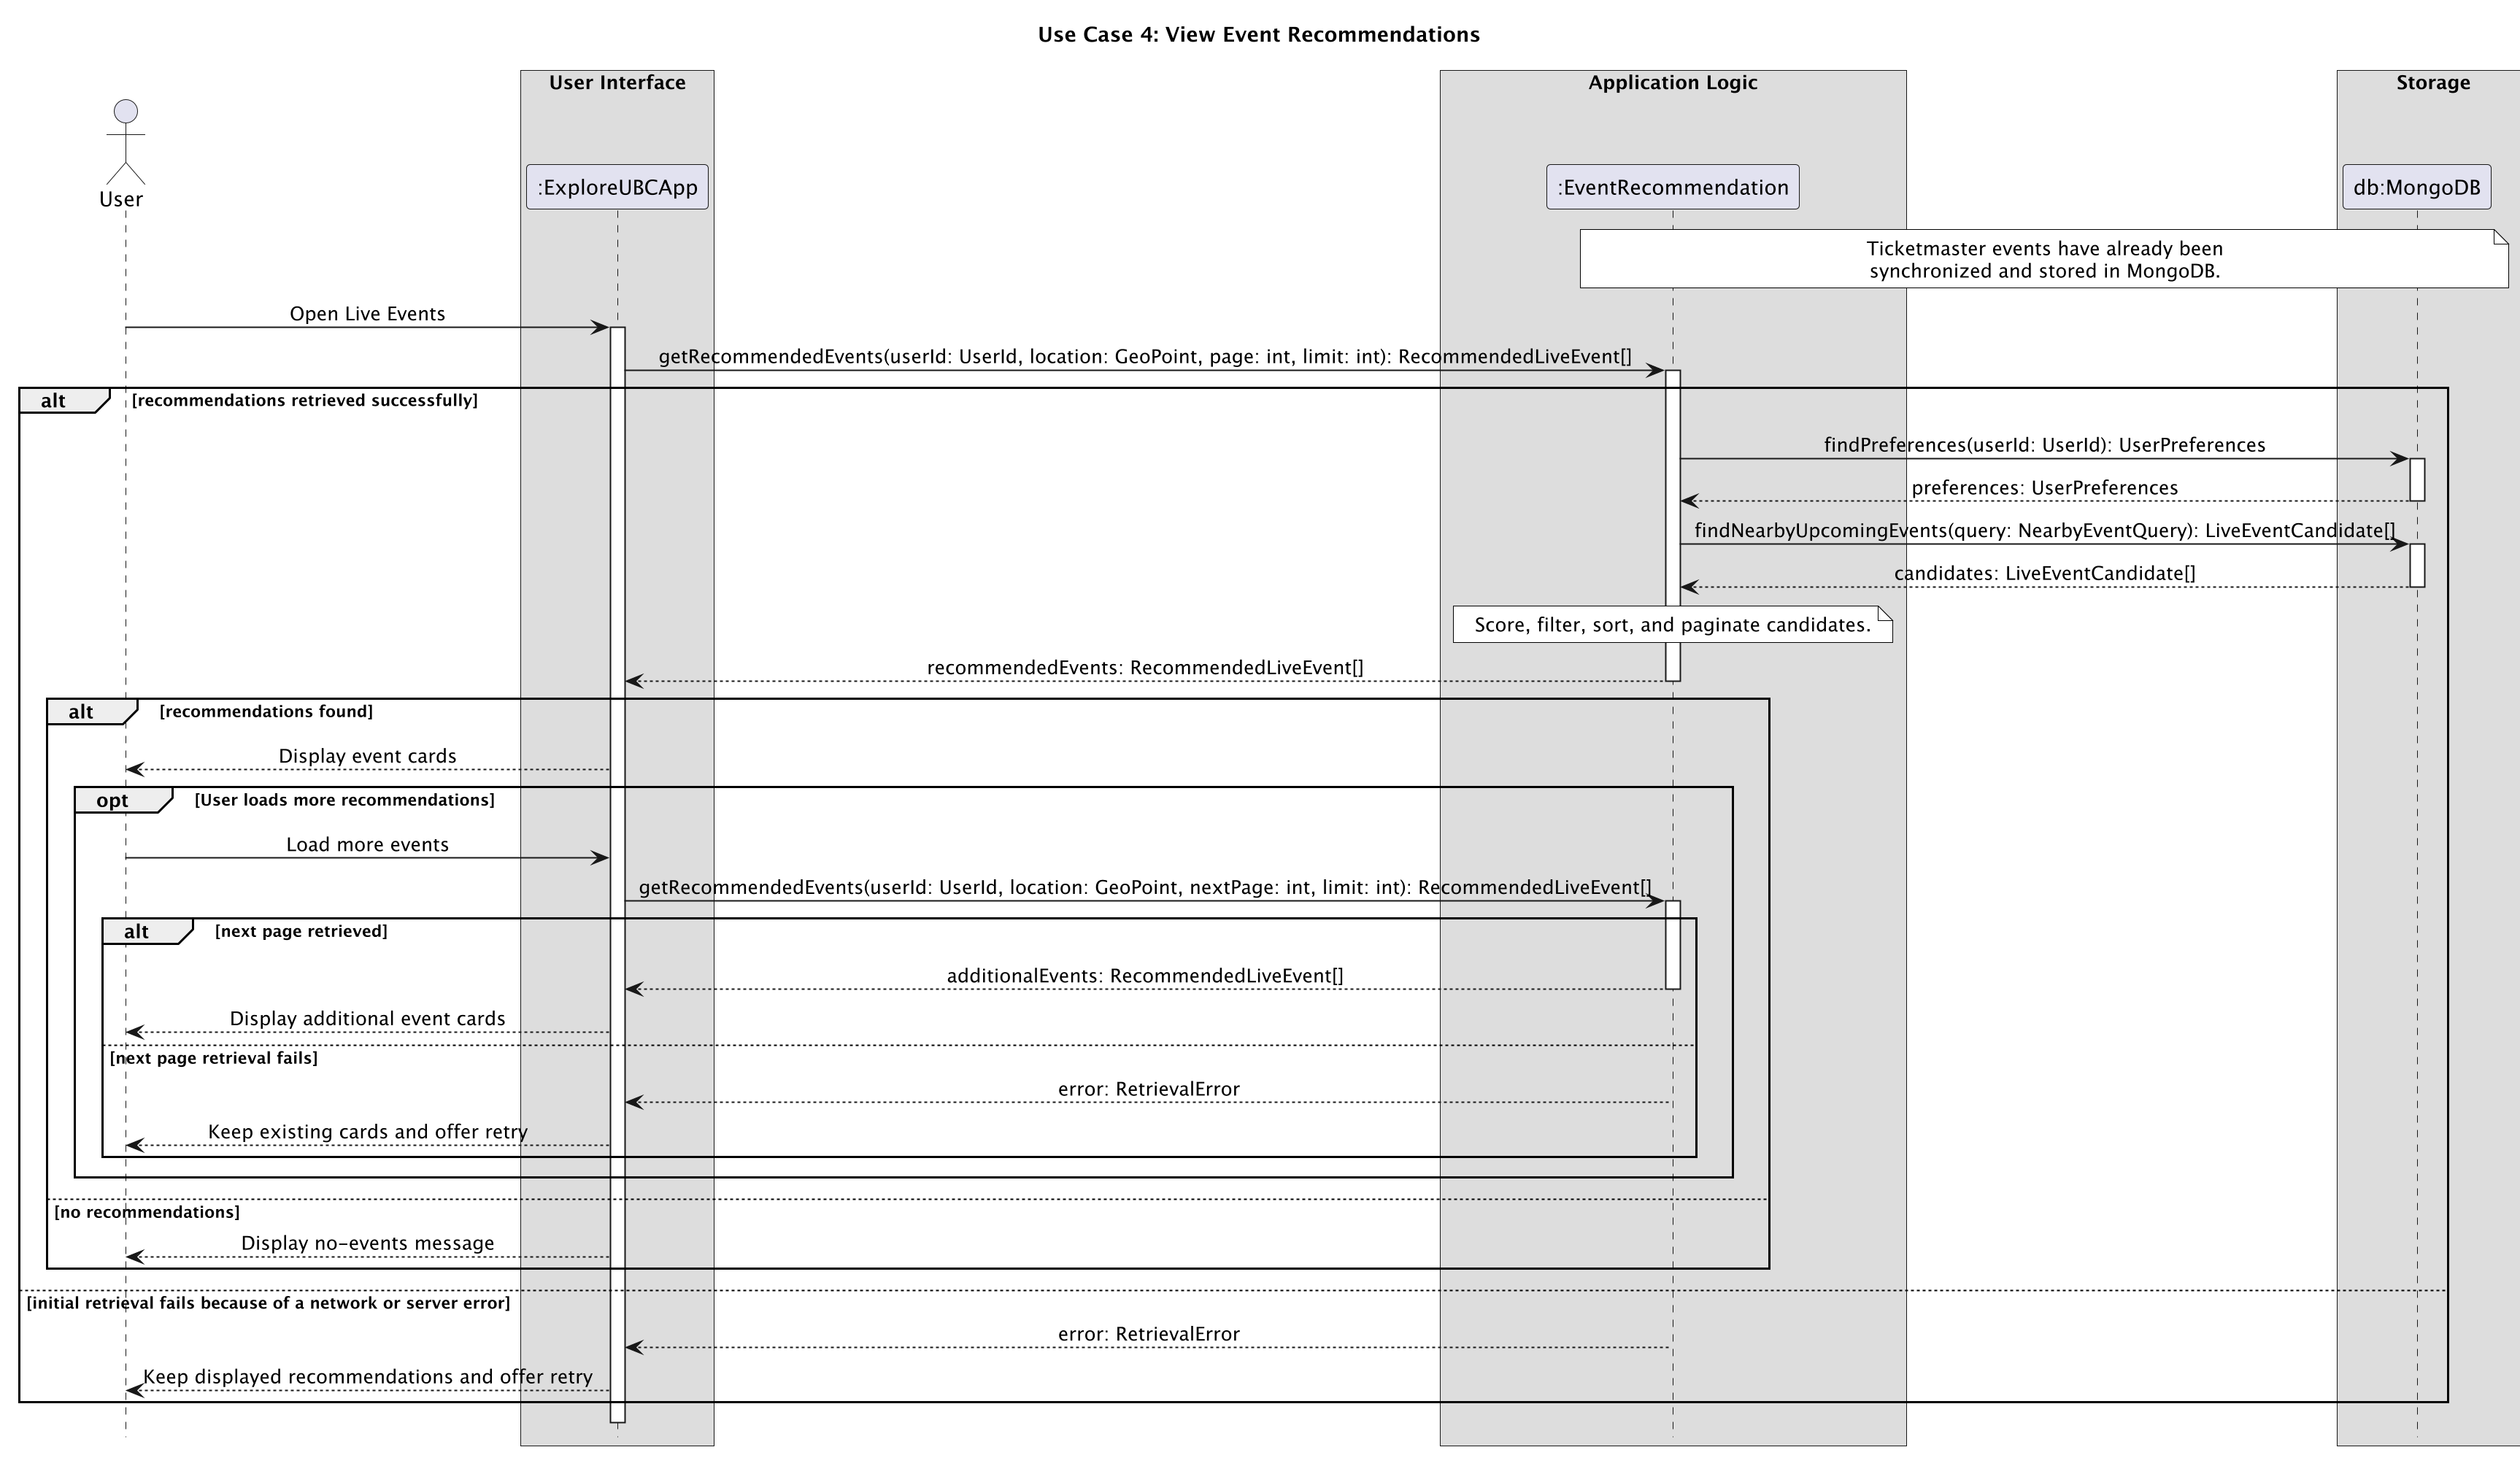 Use Case 4: View Event Recommendations
User Interface
Application Logic
Storage
User
:ExploreUBCApp
:EventRecommendation
db:MongoDB
Ticketmaster events have already been
synchronized and stored in MongoDB.
Open Live Events
getRecommendedEvents(userId: UserId, location: GeoPoint, page: int, limit: int): RecommendedLiveEvent[]
alt
[recommendations retrieved successfully]
findPreferences(userId: UserId): UserPreferences
preferences: UserPreferences
findNearbyUpcomingEvents(query: NearbyEventQuery): LiveEventCandidate[]
candidates: LiveEventCandidate[]
Score, filter, sort, and paginate candidates.
recommendedEvents: RecommendedLiveEvent[]
alt
[recommendations found]
Display event cards
opt
[User loads more recommendations]
Load more events
getRecommendedEvents(userId: UserId, location: GeoPoint, nextPage: int, limit: int): RecommendedLiveEvent[]
alt
[next page retrieved]
additionalEvents: RecommendedLiveEvent[]
Display additional event cards
[next page retrieval fails]
error: RetrievalError
Keep existing cards and offer retry
[no recommendations]
Display no-events message
[initial retrieval fails because of a network or server error]
error: RetrievalError
Keep displayed recommendations and offer retry